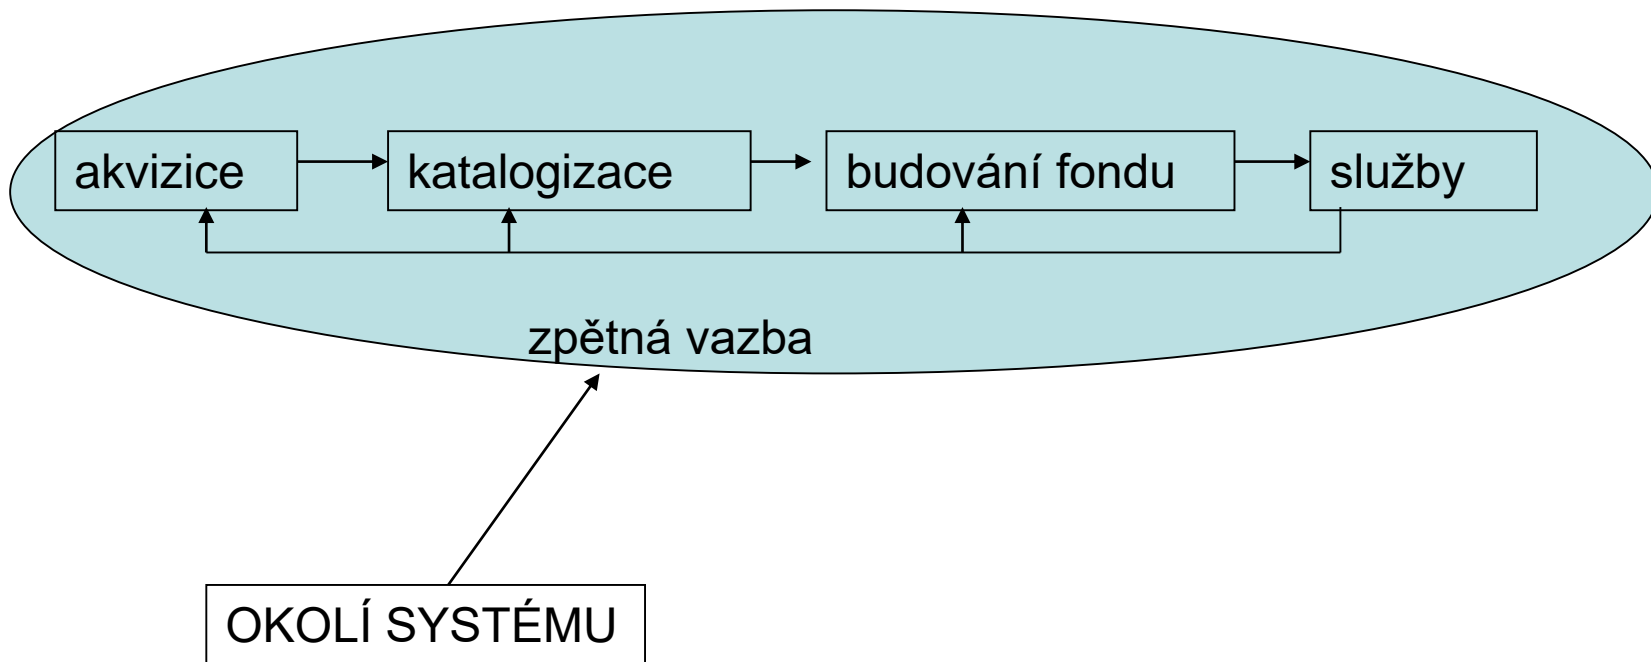 akvizice
katalogizace
budování fondu
služby
zpětná vazba
OKOLÍ SYSTÉMU